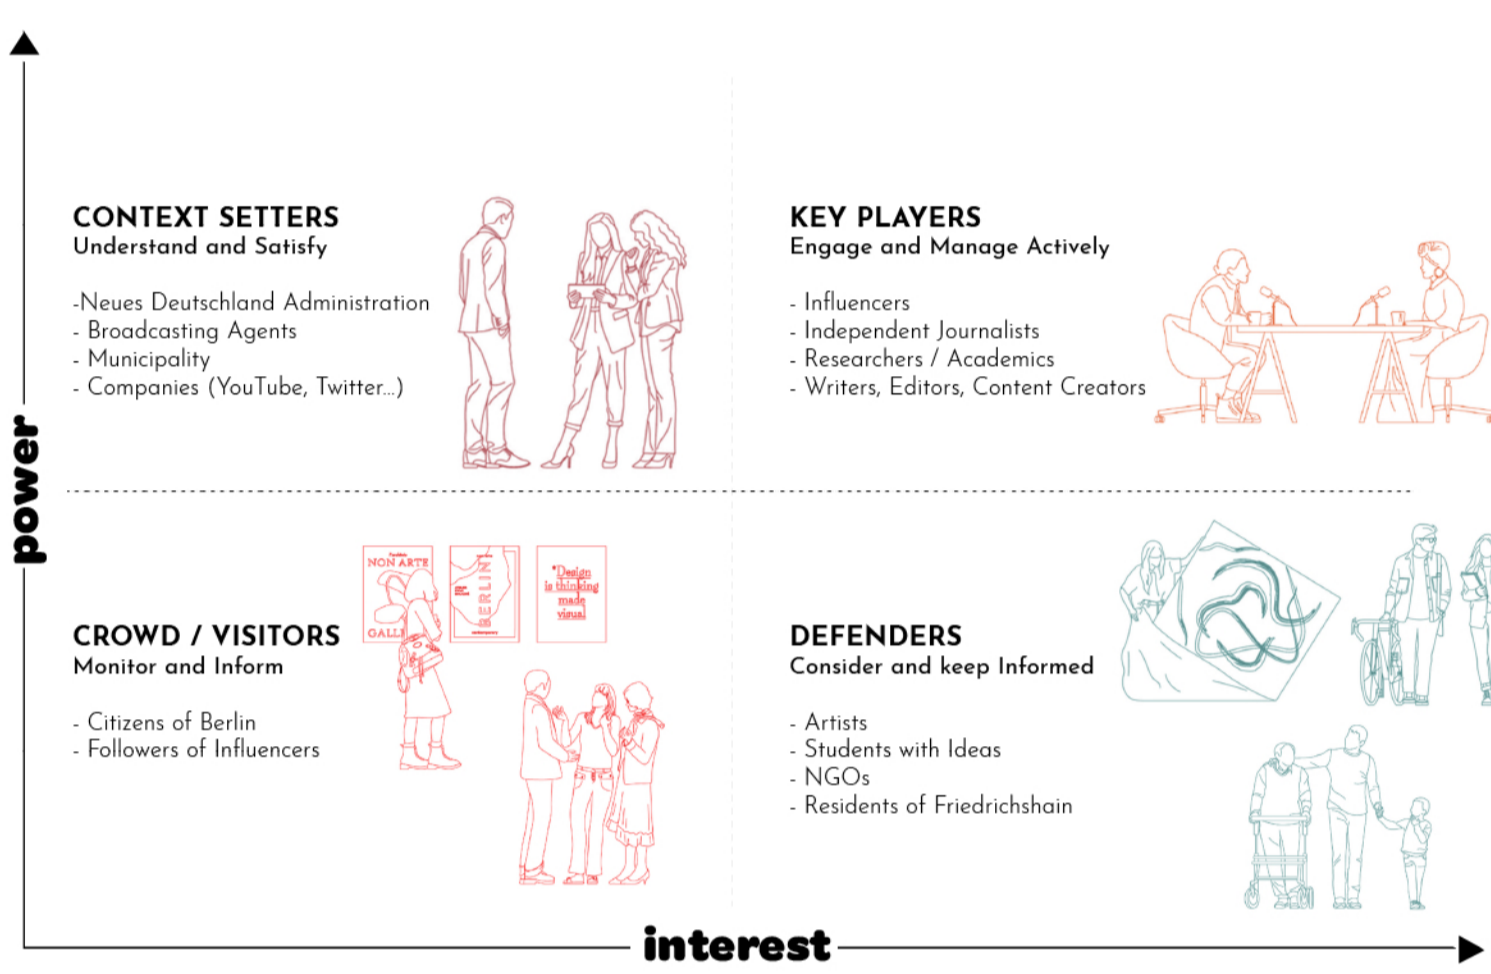 CONTEXT SETTERS
Understand and Satisfy
-Neues Deutschland Administration
- Broadcasting Agents
- Municipality
- Companies (YouTube, Twitter...)
KEY PLAYERS
Engage and Manage Actively
- Influencers
- Independent Journalists
- Researchers / Academics
- Writers, Editors, Content Creators
power
CROWD / VISITORS
Monitor and Inform
- Citizens of Berlin
- Followers of Influencers
NON ARTE
BERLIN
contemporary
"Design
is thinking
made
visual
DEFENDERS
Consider and keep Informed
- Artists
- Students with Ideas
- NGOs
- Residents of Friedrichshain
interest